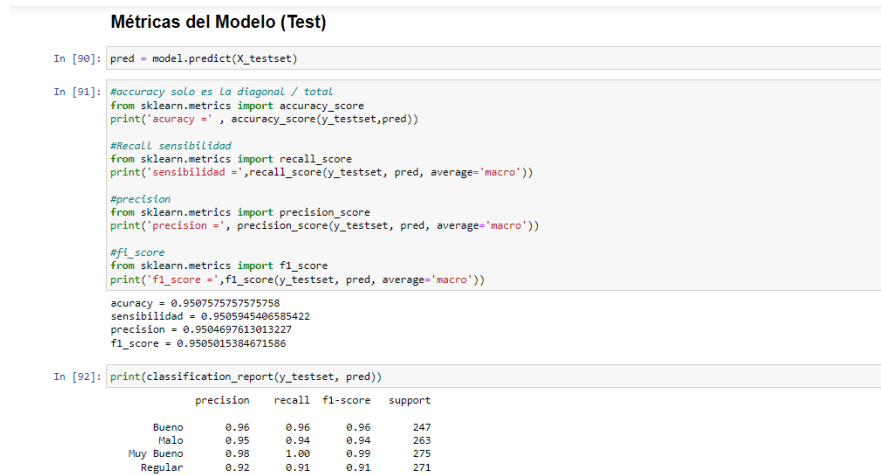 Métricas del Modelo (Test)
In [90]: pred = model.predict(X_testset)
In [91]: #accuracy solo es la diagonal / total
from sklearn.metrics import accuracy_score
print('acuracy =' , accuracy_score(y_testset,pred))
#Recall sensibilidad
from sklearn.metrics import recall_score
print('sensibilidad =',recall_score(y_testset, pred, average='macro'))
#precision
from sklearn.metrics import precision_score
print('precision =', precision_score(y_testset, pred, average='macro'))
#fi_score
from sklearn.metrics import f1_score
print('f1_score =',f1_score(y_testset, pred, average='macro'))
acuracy = 0.9507575757575758
sensibilidad = 0.9505945406585422
precision = 0.9504697613013227
f1_score = 0.9505015384671586
In [92]: print(classification_report(y_testset, pred))
precision recall f1-score support
Bueno 0.96 0.96 0.96 247
Malo 0.95 0.94 0.94 263
Muy Bueno 0.98 1.00 0.99 275
Regular 0.92 0.91 0.91 271